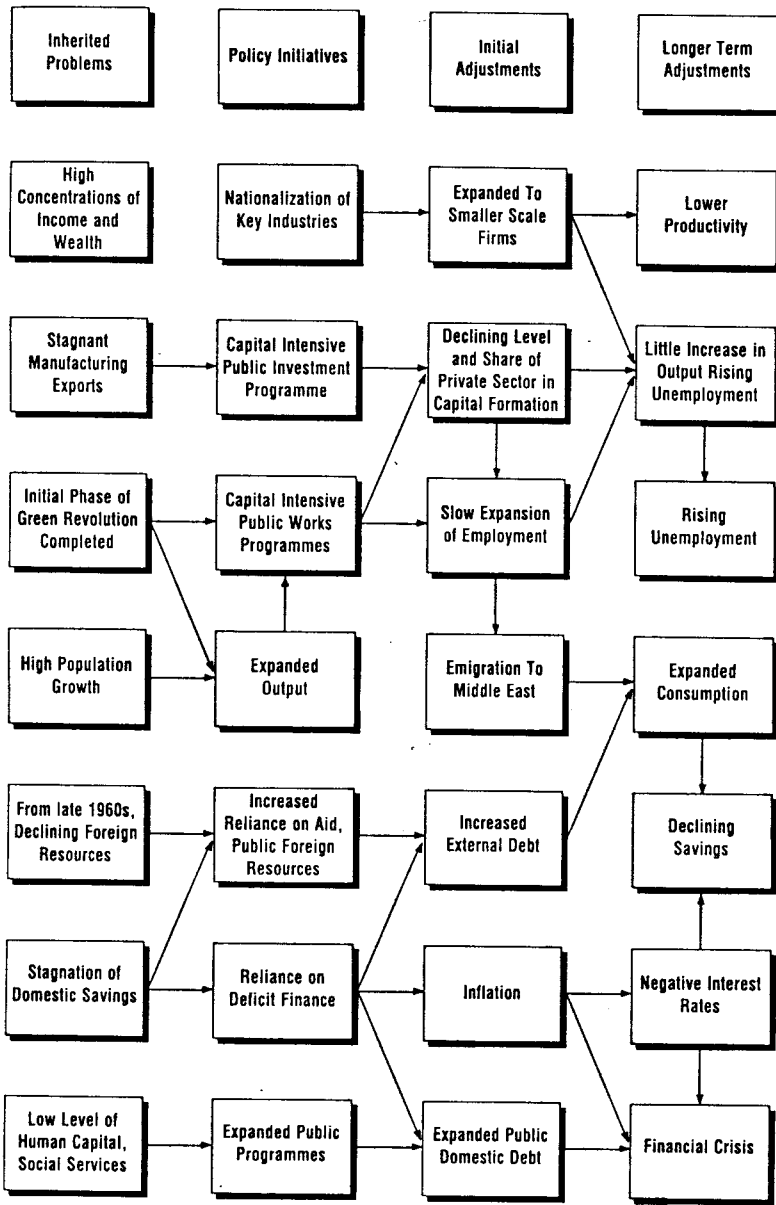 Inherited
Problems
Policy Initiatives
Initial
Adjustments
Longer Term
Adjustments
High
Concentrations of
Income and
Wealth
Nationalization of
Key Industries
Expanded To
Smaller Scale
Firms
Lower
Productivity
Stagnant
Manufacturing
Exports
Capital Intensive
Public Investment
Programme
Declining Level
and Share of
Private Sector in
Capital Formation
Little Increase in
Output Rising
Unemployment
Initial Phase of
Green Revolution
Completed
Capital Intensive
Public Works
Programmes
Slow Expansion
of Employment
Rising
Unemployment
High Population
Growth
Expanded
Output
Emigration To
Middle East
Expanded
Consumption
From late 1960s,
Declining Foreign
Resources
Increased
Reliance on Aid,
Public Foreign
Resources
Increased
External Debt
Declining
Savings
Stagnation of
Domestic Savings
Reliance on
Deficit Finance
Inflation
Negative Interest
Rates
Low Level of
Human Capital,
Social Services
Expanded Public
Programmes
Expanded Public
Domestic Debt
Financial Crisis